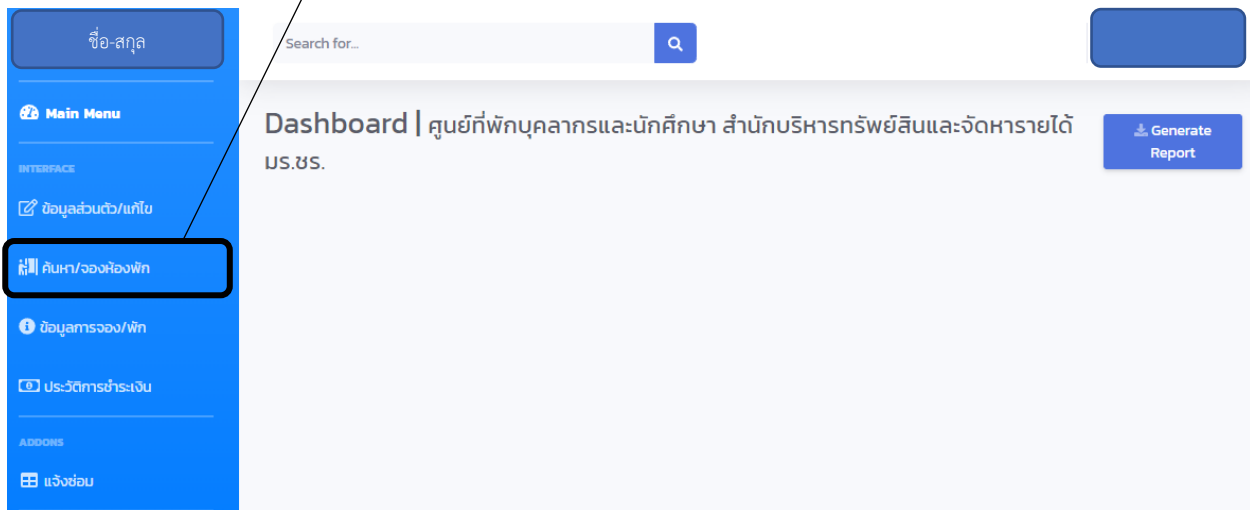 ชื่อ-สกุล
Search for...
Main Menu
Dashboard | ศูนย์ที่พักบุคลากรและนักศึกษา สำนักบริหารทรัพย์สินและจัดหารายได้
มร.ชร.
Generate
Report
INTERFACE
ข้อมูลส่วนตัว/แก้ไข
ค้นหา/จองห้องพัก
ข้อมูลการจอง/พัก
ประวัติการชำระเงิน
ADDONS
แจ้งซ่อม